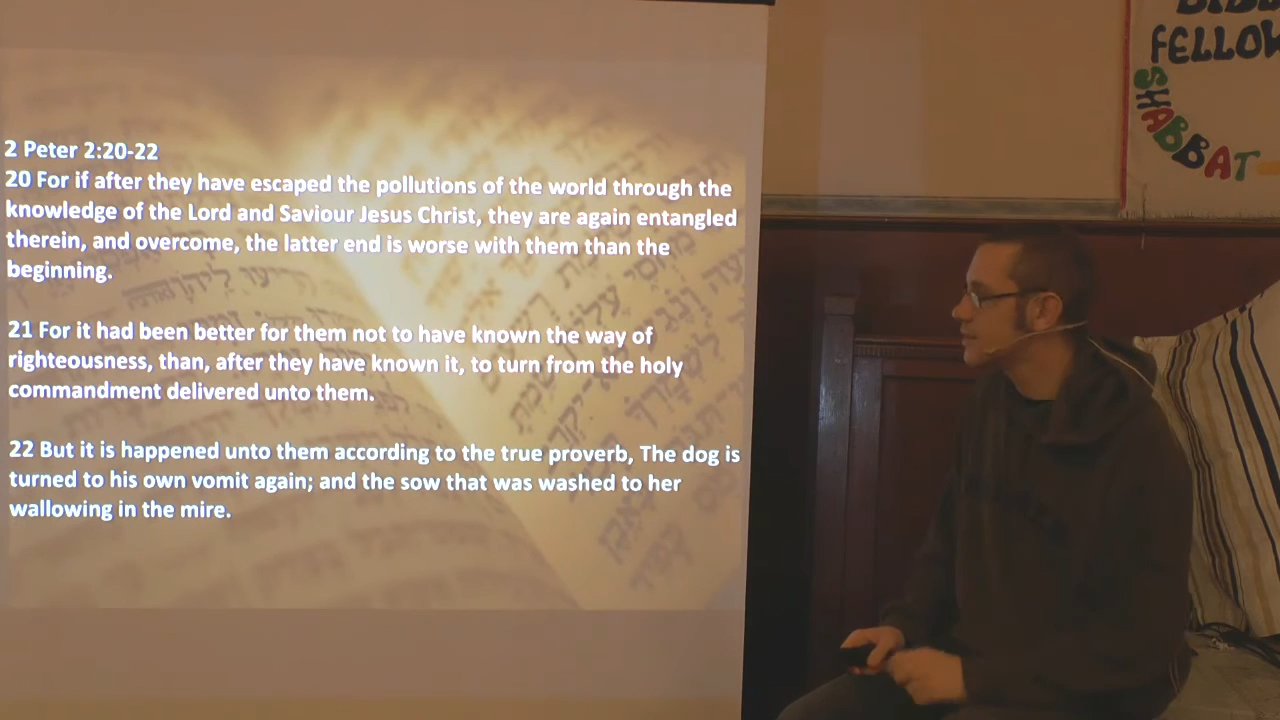 2 Peter 2:20-22
20 For if after they have escaped the pollutions of the world through the
knowledge of the Lord and Saviour Jesus Christ, they are again entangled
therein, and overcome, the latter end is worse with them than the
beginning.
21 For it had been better for them not to have known the way of
righteousness, than, after they have known it, to turn from the holy
commandment delivered unto them.
22 But it is happened unto them according to the true proverb, The dog is
turned to his own vomit again; and the sow that was washed to her
wallowing in the mire.
FELLOW
SHABBAT